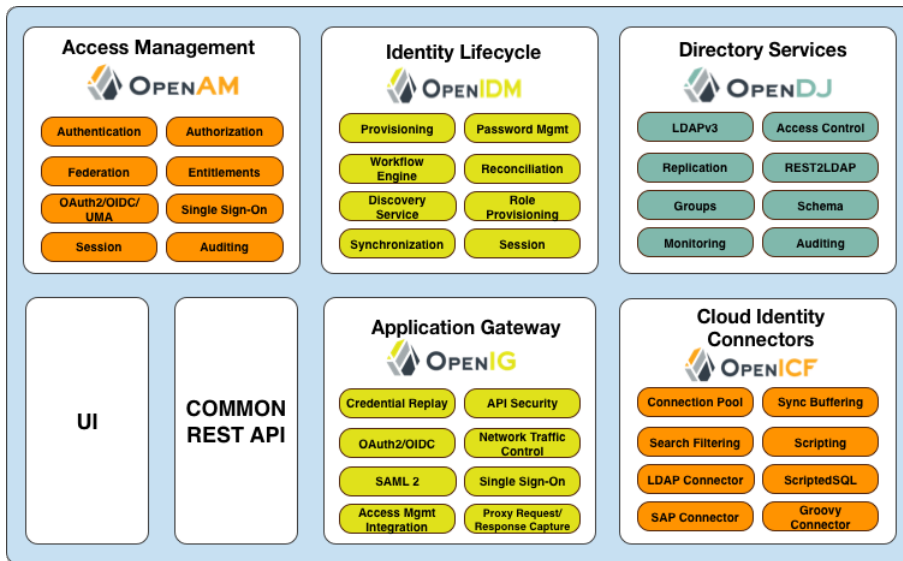 Access Management
OPENAM
Authentication
Authorization
Federation
Entitlements
OAuth2/OIDC/
UMA
Single Sign-On
Session
Auditing
Identity Lifecycle
OPENIDM
Provisioning
Password Mgmt
Workflow
Engine
Reconciliation
Discovery
Service
Role
Provisioning
Synchronization
Session
Directory Services
OPENDJ
LDAPv3
Access Control
Replication
REST2LDAP
Groups
Schema
Monitoring
Auditing
UI
COMMON
REST API
Application Gateway
OPENIG
Credential Replay
API Security
OAuth2/OIDC
Network Traffic
Control
SAML 2
Single Sign-On
Access Mgmt
Integration
Proxy Request/
Response Capture
Cloud Identity
Connectors
OPENICF
Connection Pool
Sync Buffering
Search Filtering
Scripting
LDAP Connector
ScriptedSQL
SAP Connector
Groovy
Connector